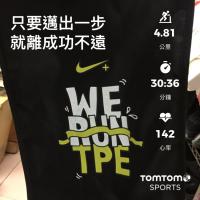 只要邁出一步
就離成功不遠
4.81
公里
30:36
分鐘
142
心率
WE
RUN
TPE
TOMTOM
SPORTS